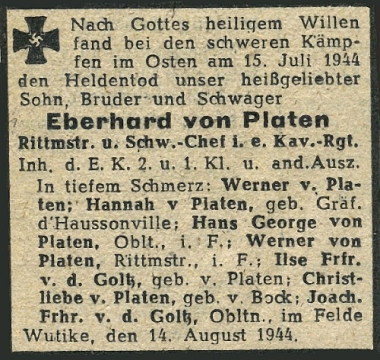 Nach Gottes heiligem Willen
fand bei den schweren Kämp-
fen im Osten am 15. Juli 1944
den Heldentod unser heißgeliebter
Sohn, Bruder und Schwager
Eberhard von Platen
Rittmstr. u. Schw.-Chef i. e. Kav.-Rgt.
Inh. d. E. K. 2. u. 1. Kl. u. and. Ausz.
In tiefem Schmerz: Werner v. Pla-
ten; Hannah v Platen, geb. Gräf.
d'Haussonville; Hans George von
Platen, Oblt., i. F.; Werner von
Platen, Rittmstr., i. F.; Ilse Frfr.
v. d. Goltz, geb. v. Platen; Christ-
liebe v. Platen, geb. v. Bock; Joach.
Frhr. v. d. Goltz, Obltn., im Felde
Wutike, den 14. August 1944.